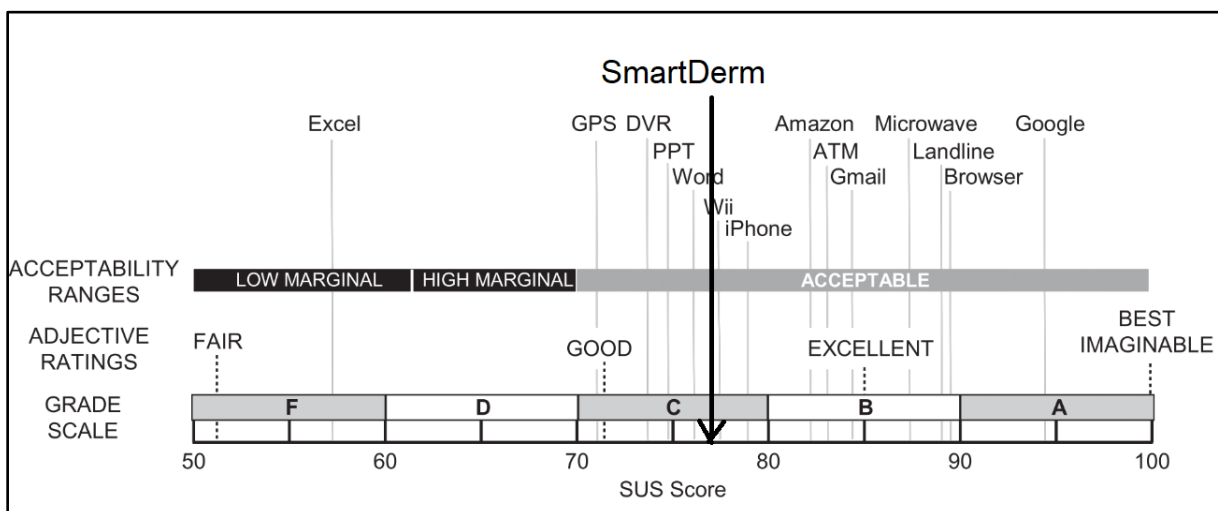 SmartDerm
Excel GPS DVR Amazon Microwave Google
PPT ATM Landline
Word Gmail Browser
Wii
iPhone
ACCEPTABILITY RANGES
LOW MARGINAL HIGH MARGINAL ACCEPTABLE
ADJECTIVE RATINGS
FAIR GOOD EXCELLENT BEST IMAGINABLE
GRADE SCALE
F D C B A
50 60 70 80 90 100
SUS Score